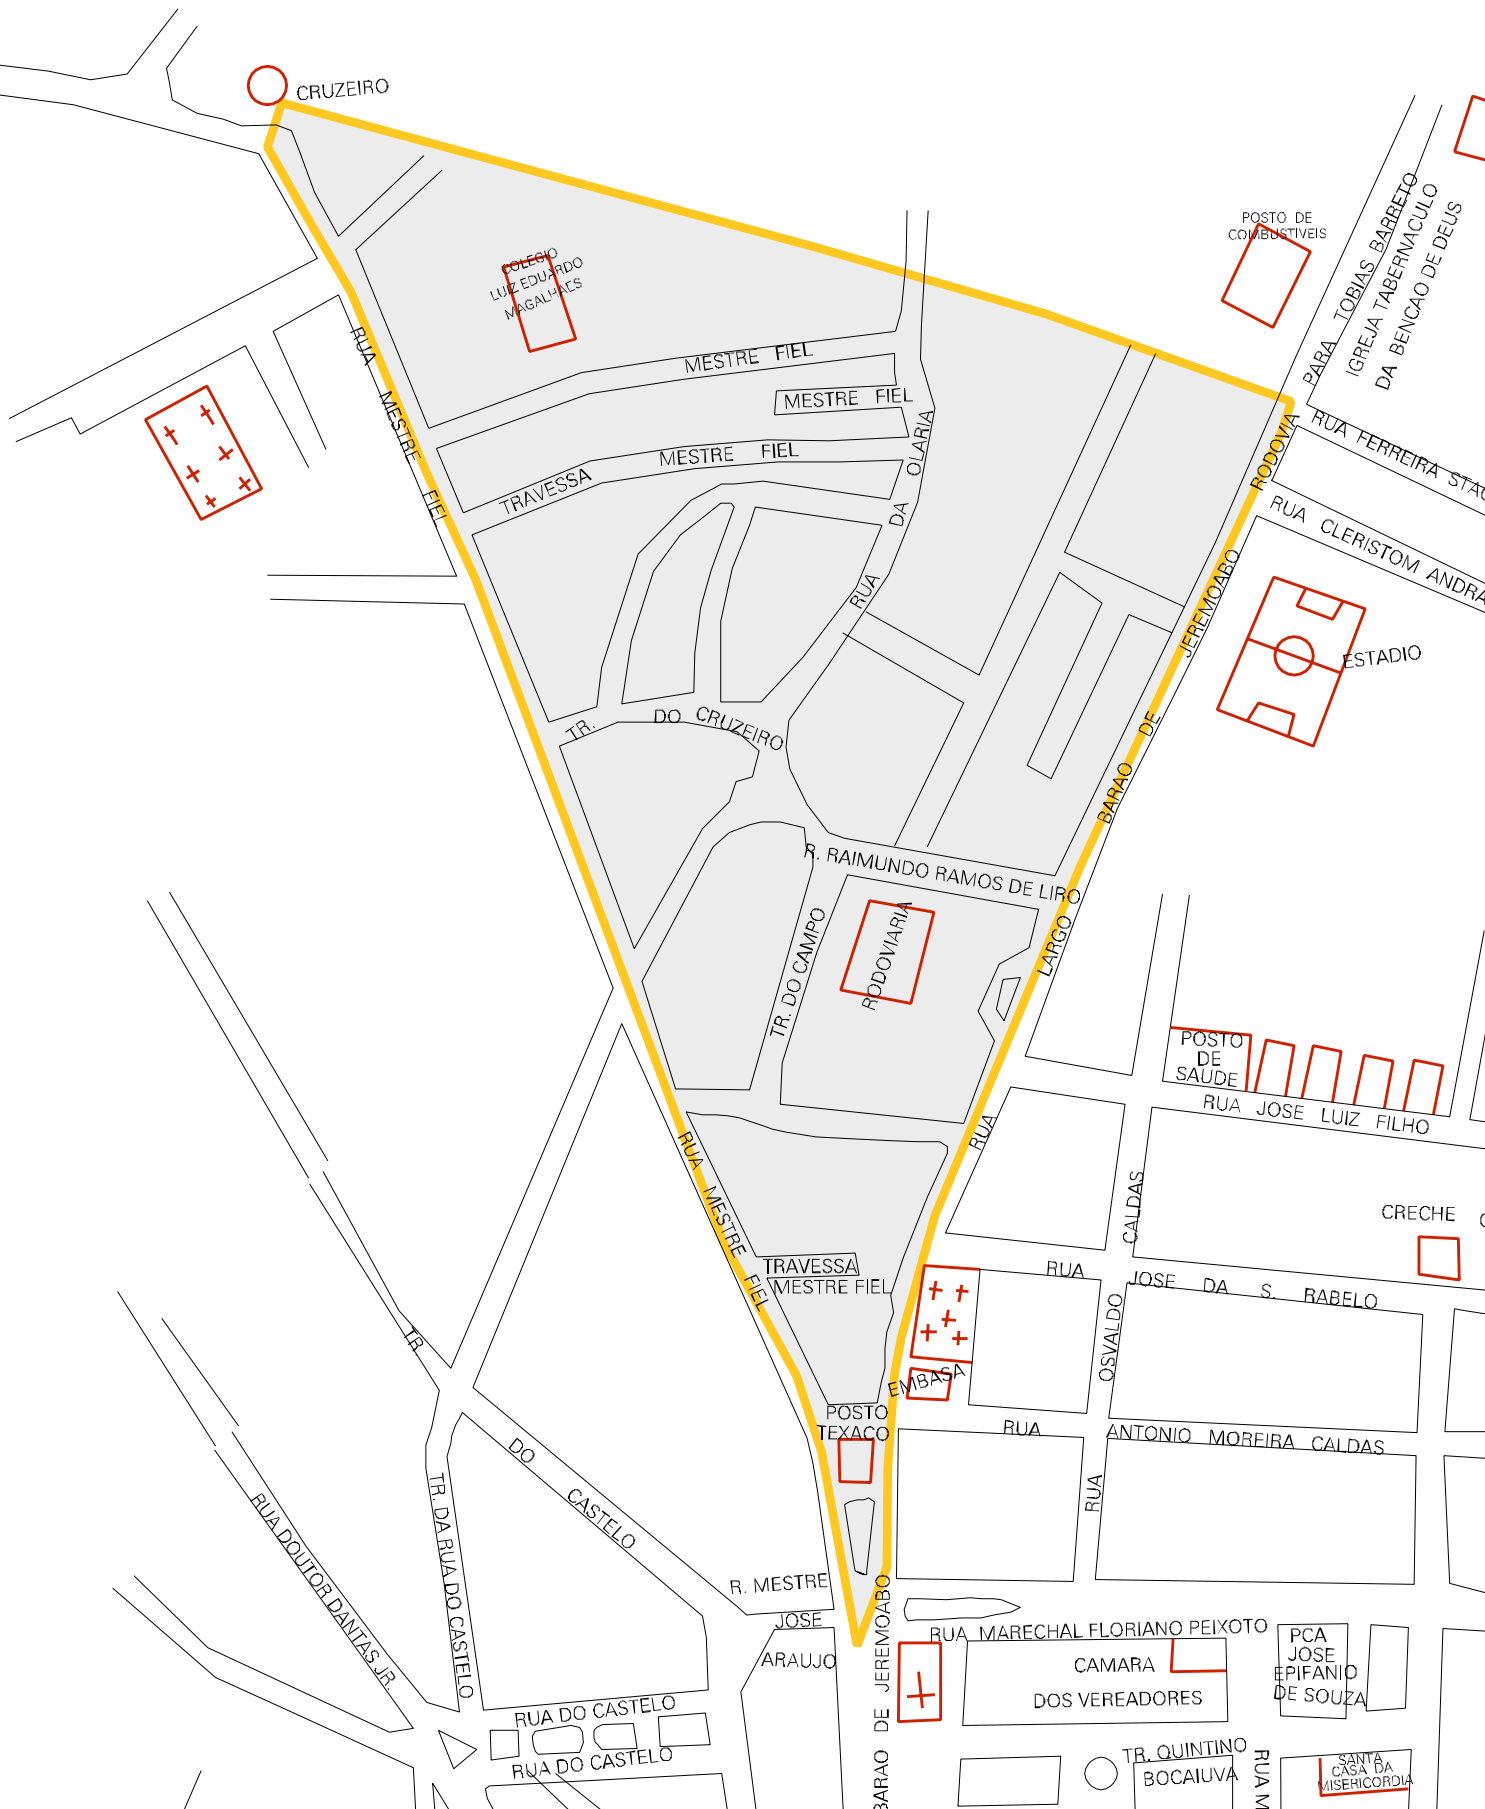 CRUZEIRO
POSTO DE
COMBUSTIVEIS
PARA TOBIAS BARRETO
IGREJA TABERNACULO
DA BENCAO DE DEUS
COLEGIO
LUIZ EDUARDO
MAGALHAES
RUA MESTRE FIEL
MESTRE FIEL
MESTRE FIEL
TRAVESSA MESTRE FIEL
RUA DA OLARIA
RODOVIA
RUA FERREIRA
RUA CLERISTOM
JEREMOABO
ESTADIO
TR. DO CRUZEIRO
BARAO DE
R. RAIMUNDO RAMOS DE LIRO
TR. DO CAMPO
RODOVIARIA
LARGO
POSTO
DE
SAUDE
RUA JOSE LUIZ FILHO
RUA
RUA MESTRE FIEL
CALDAS
CRECHE
TRAVESSA
MESTRE FIEL
RUA JOSE DA S. RABELO
OSVALDO
EMBASA
TR DO CASTELO
POSTO
TEXACO
RUA ANTONIO MOREIRA CALDAS
RUA
RUA DOUTOR DANTAS JR.
TR. DA RUA DO CASTELO
R. MESTRE
JOSE
ARAUJO
BARAO DE JEREMOABO
RUA MARECHAL FLORIANO PEIXOTO
CAMARA
DOS VEREADORES
PCA
JOSE
EPIFANIO
DE SOUZA
RUA DO CASTELO
RUA DO CASTELO
TR. QUINTINO
BOCAIUVA
RUA M
SANTA
CASA DA
MISERICORDIA